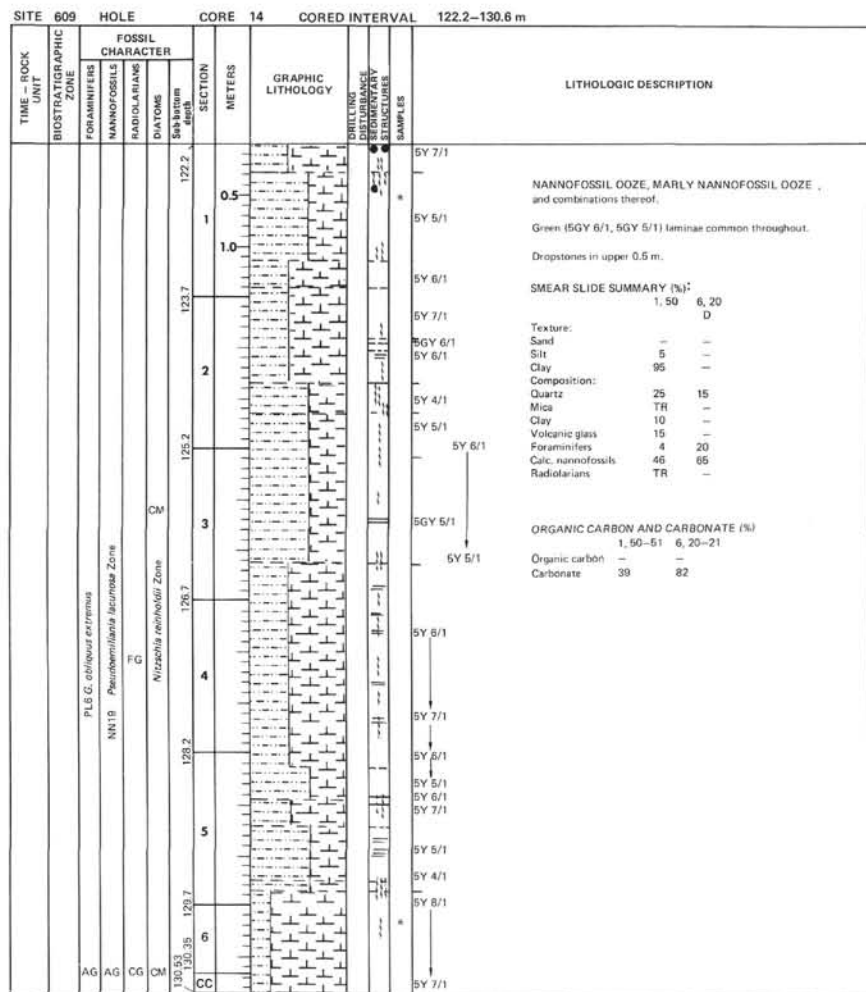 SITE 609 HOLE CORE 14 CORED INTERVAL 122.2–130.6 m
TIME – ROCK UNIT
BIOSTRATIGRAPHIC ZONE
FOSSIL CHARACTER
FORAMINIFERS
NANNOFOSSILS
RADIOLARIANS
DIATOMS
Sub-bottom depth
SECTION
METERS
GRAPHIC LITHOLOGY
DRILLING DISTURBANCE
SEDIMENTARY STRUCTURES
SAMPLES
LITHOLOGIC DESCRIPTION
PL6 G. obliquus extremus
NN19 Pseudoemiliania lacunosa Zone
FG
CM
Nitzschia reinholdii Zone
AG AG CG CM
122.2
123.7
125.2
126.7
128.2
129.7
130.35
130.53
1
2
3
4
5
6
CC
0.5
1.0
*
*
5Y 7/1
5Y 5/1
5Y 6/1
5Y 7/1
5GY 6/1
5Y 6/1
5Y 4/1
5Y 5/1
5Y 6/1
5GY 5/1
5Y 5/1
5Y 6/1
5Y 7/1
5Y 6/1
5Y 5/1
5Y 6/1
5Y 7/1
5Y 5/1
5Y 4/1
5Y 8/1
5Y 7/1
NANNOFOSSIL OOZE, MARLY NANNOFOSSIL OOZE ,
and combinations thereof.
Green (5GY 6/1, 5GY 5/1) laminae common throughout.
Dropstones in upper 0.5 m.
SMEAR SLIDE SUMMARY (%):
1, 50 6, 20
D
Texture:
Sand – –
Silt 5 –
Clay 95 –
Composition:
Quartz 25 15
Mica TR –
Clay 10 –
Volcanic glass 15 –
Foraminifers 4 20
Calc. nannofossils 46 65
Radiolarians TR –
ORGANIC CARBON AND CARBONATE (%)
1, 50–51 6, 20–21
Organic carbon – –
Carbonate 39 82